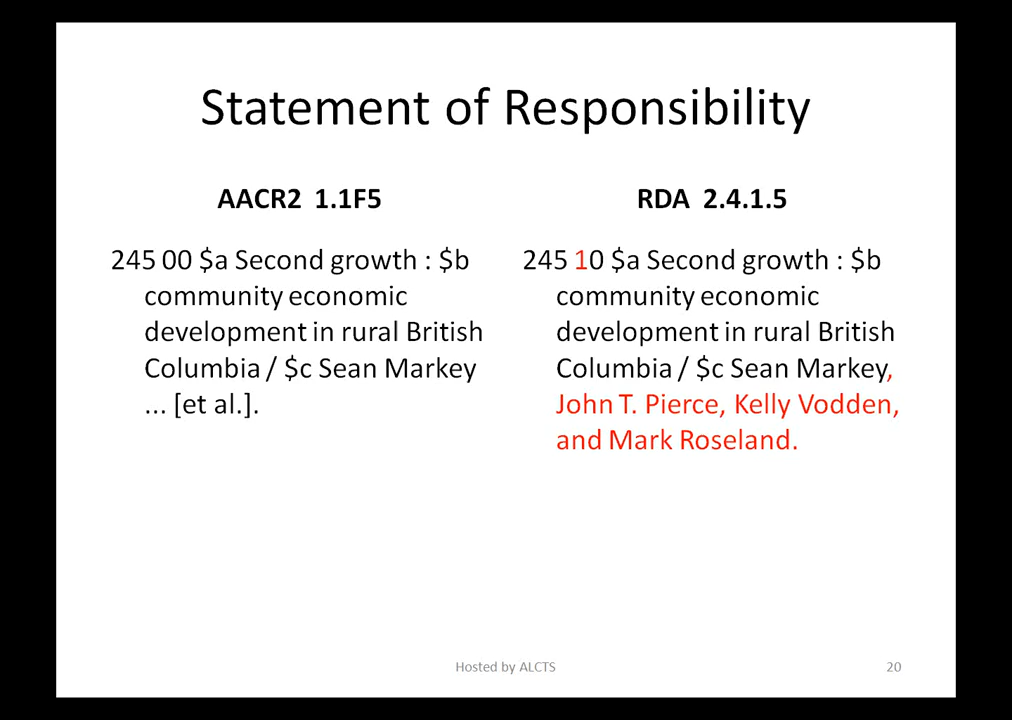 Statement of Responsibility
AACR2 1.1F5
245 00 $a Second growth : $b
community economic
development in rural British
Columbia / $c Sean Markey
... [et al.].
RDA 2.4.1.5
245 10 $a Second growth : $b
community economic
development in rural British
Columbia / $c Sean Markey,
John T. Pierce, Kelly Vodden,
and Mark Roseland.
Hosted by ALCTS
20